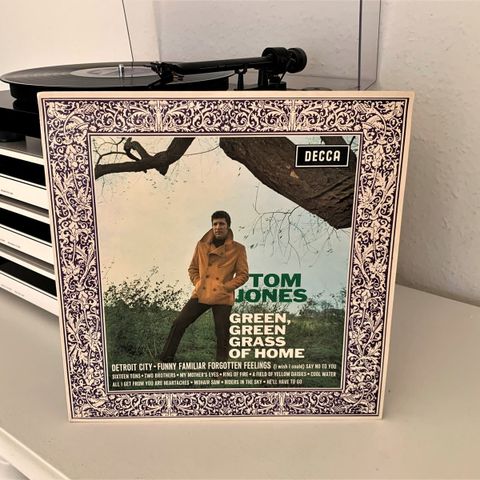 DECCA
TOM
JONES
GREEN,
GREEN
GRASS
OF HOME
DETROIT CITY • FUNNY FAMILIAR FORGOTTEN FEELINGS (I wish I could) SAY NO TO YOU
SIXTEEN TONS • TWO BROTHERS • MY MOTHER'S EYES • RING OF FIRE • A FIELD OF YELLOW DAISIES • COOL WATER
ALL I GET FROM YOU ARE HEARTACHES • MOHAIR SAM • RIDERS IN THE SKY • HE'LL HAVE TO GO